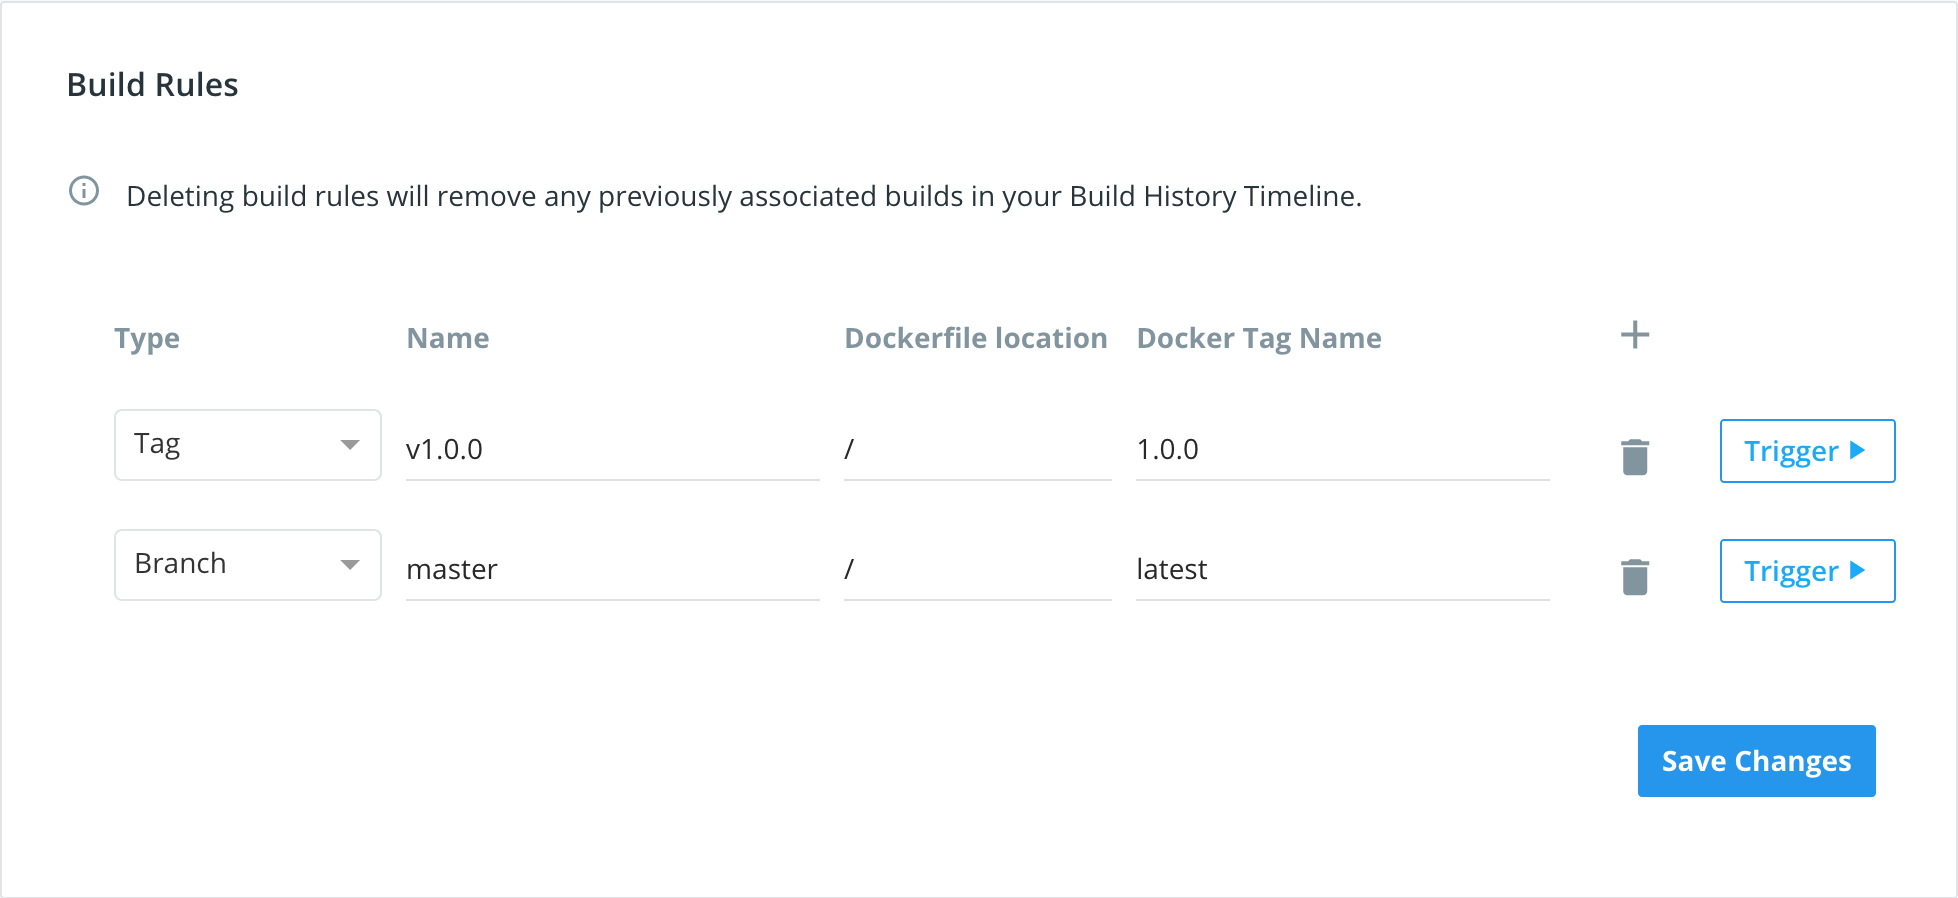 Build Rules
Deleting build rules will remove any previously associated builds in your Build History Timeline.
Type Name Dockerfile location Docker Tag Name
Tag v1.0.0 / 1.0.0 Trigger
Branch master / latest Trigger
Save Changes